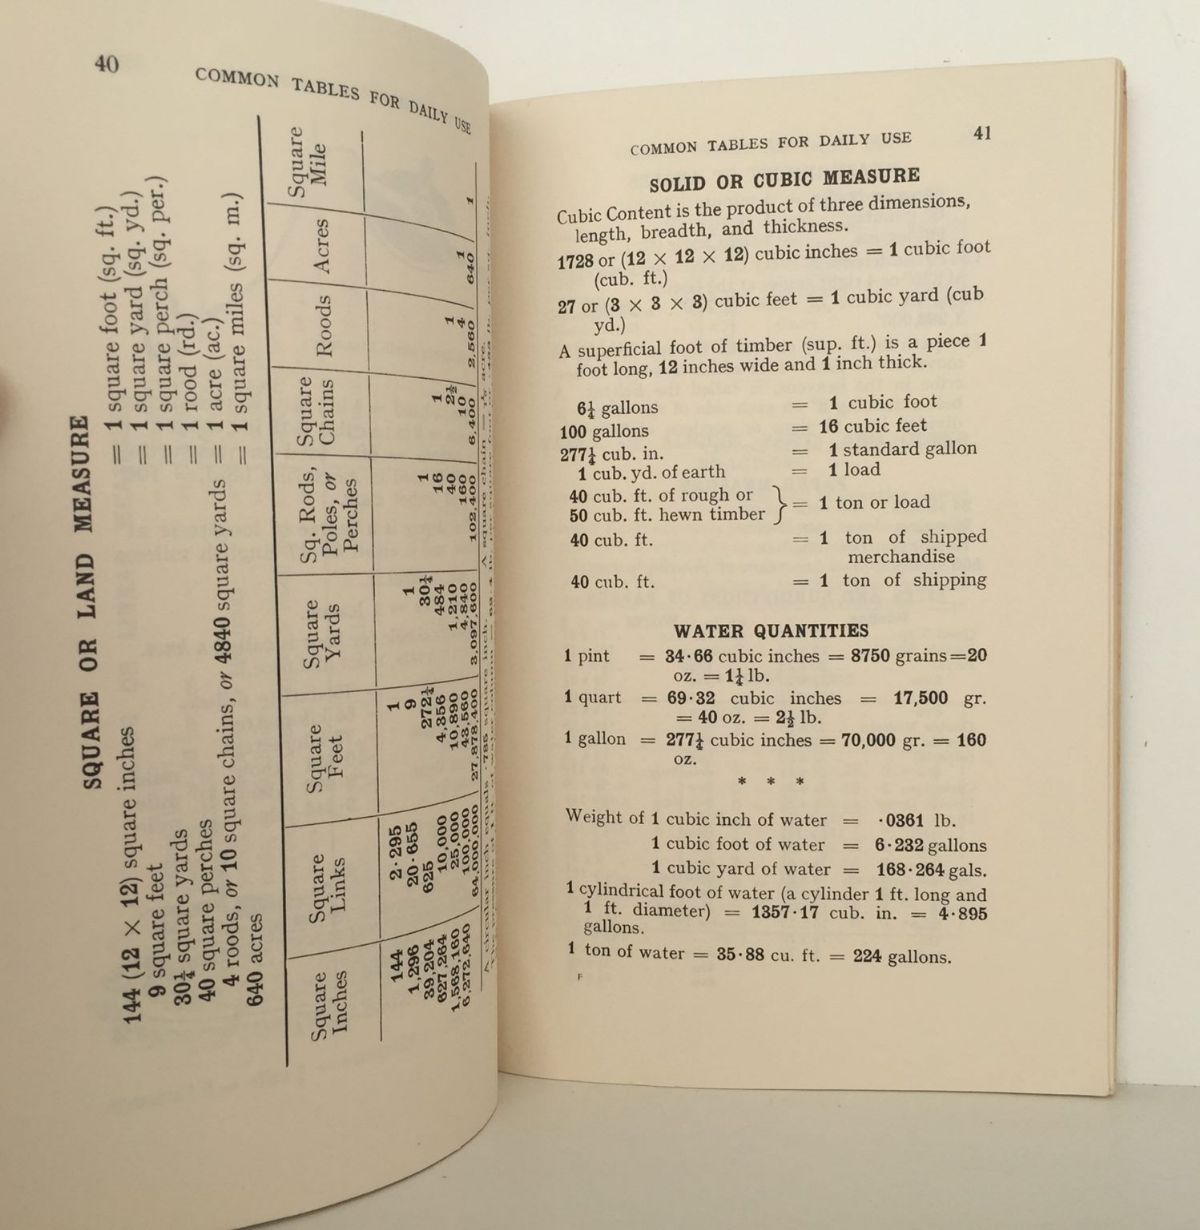 40
COMMON TABLES FOR DAILY USE
SQUARE OR LAND MEASURE
144 (12 × 12) square inches = 1 square foot (sq. ft.)
9 square feet = 1 square yard (sq. yd.)
30¼ square yards = 1 square perch (sq. per.)
40 square perches = 1 rood (rd.)
4 roods, or 10 square chains, or 4840 square yards = 1 acre (ac.)
640 acres = 1 square miles (sq. m.)
Square Inches Square Links Square Feet Square Yards Sq. Rods, Poles, or Perches Square Chains Roods Acres Square Mile
144 2·295 1
1,296 20·655 9 1
39,204 625 272¼ 30¼ 1
627,264 10,000 4,356 484 16 1
1,568,160 25,000 10,890 1,210 40 2½ 1
6,272,640 100,000 43,560 4,840 160 10 4 1
64,000,000 27,878,400 3,097,600 102,400 6,400 2,560 640 1
A circular inch equals ·785 square inch. A square chain =
COMMON TABLES FOR DAILY USE 41
SOLID OR CUBIC MEASURE
Cubic Content is the product of three dimensions,
length, breadth, and thickness.
1728 or (12 × 12 × 12) cubic inches = 1 cubic foot
(cub. ft.)
27 or (3 × 3 × 3) cubic feet = 1 cubic yard (cub
yd.)
A superficial foot of timber (sup. ft.) is a piece 1
foot long, 12 inches wide and 1 inch thick.
6¼ gallons = 1 cubic foot
100 gallons = 16 cubic feet
277¼ cub. in. = 1 standard gallon
1 cub. yd. of earth = 1 load
40 cub. ft. of rough or
50 cub. ft. hewn timber } = 1 ton or load
40 cub. ft. = 1 ton of shipped
merchandise
40 cub. ft. = 1 ton of shipping
WATER QUANTITIES
1 pint = 34·66 cubic inches = 8750 grains=20
oz. = 1¼ lb.
1 quart = 69·32 cubic inches = 17,500 gr.
= 40 oz. = 2½ lb.
1 gallon = 277¼ cubic inches = 70,000 gr. = 160
oz.
* * *
Weight of 1 cubic inch of water = ·0361 lb.
1 cubic foot of water = 6·232 gallons
1 cubic yard of water = 168·264 gals.
1 cylindrical foot of water (a cylinder 1 ft. long and
1 ft. diameter) = 1357·17 cub. in. = 4·895
gallons.
1 ton of water = 35·88 cu. ft. = 224 gallons.
F